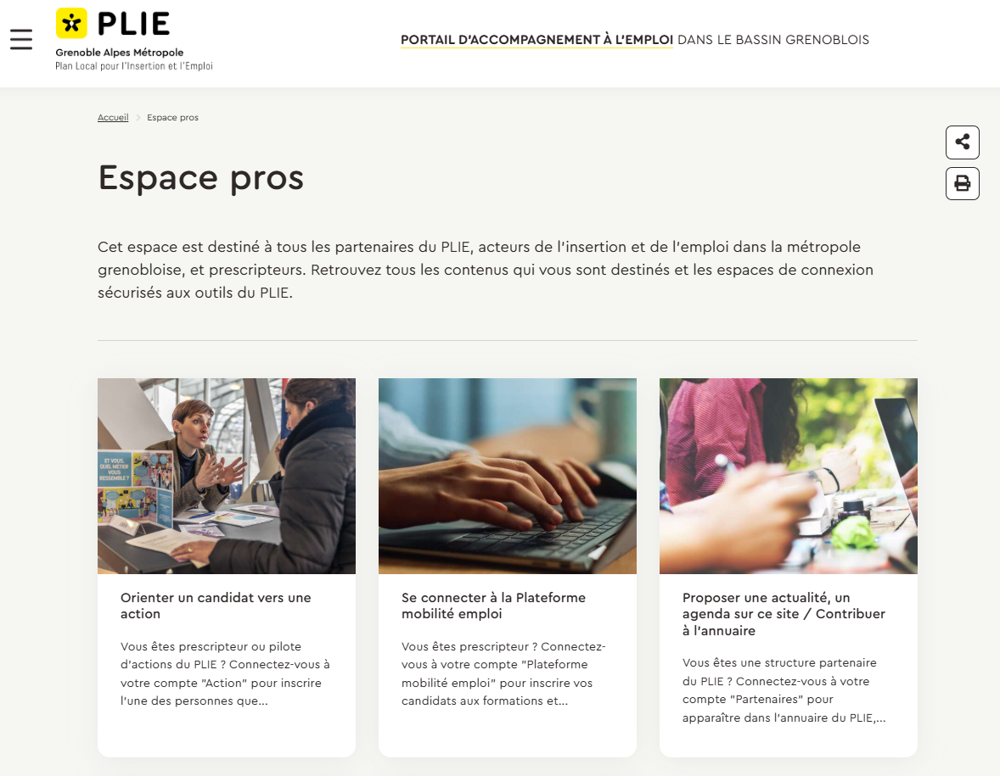 PLIE
Grenoble Alpes Métropole
Plan Local pour l'Insertion et l'Emploi
PORTAIL D'ACCOMPAGNEMENT À L'EMPLOI DANS LE BASSIN GRENOBLOIS
Accueil > Espace pros
Espace pros
Cet espace est destiné à tous les partenaires du PLIE, acteurs de l'insertion et de l'emploi dans la métropole
grenobloise, et prescripteurs. Retrouvez tous les contenus qui vous sont destinés et les espaces de connexion
sécurisés aux outils du PLIE.
ET VOUS,
QUEL MÉTIER
VOUS
RESSEMBLE ?
Orienter un candidat vers une
action
Vous êtes prescripteur ou pilote
d'actions du PLIE ? Connectez-vous à
votre compte "Action" pour inscrire
l'une des personnes que...
Se connecter à la Plateforme
mobilité emploi
Vous êtes prescripteur ? Connectez-
vous à votre compte "Plateforme
mobilité emploi" pour inscrire vos
candidats aux formations et...
Proposer une actualité, un
agenda sur ce site / Contribuer
à l'annuaire
Vous êtes une structure partenaire
du PLIE ? Connectez-vous à votre
compte "Partenaires" pour
apparaître dans l'annuaire du PLIE,...